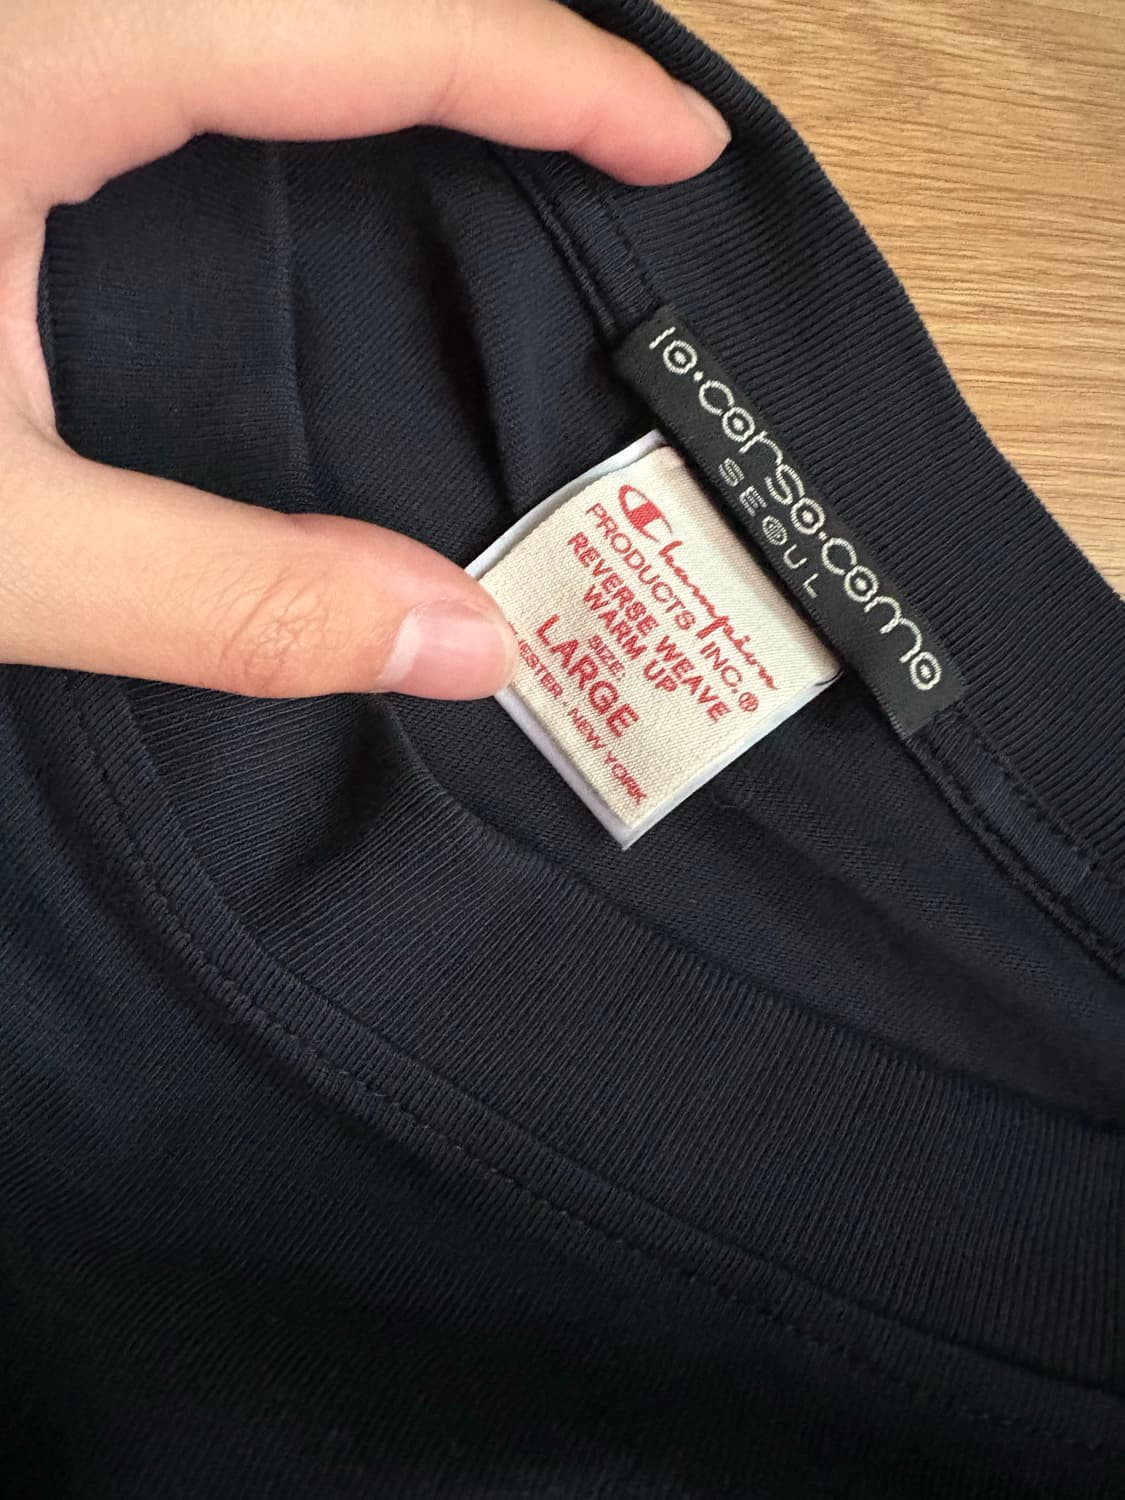 10·corso·como
SEOUL
Champion
PRODUCTS INC.®
REVERSE WEAVE
WARM UP
SIZE:
LARGE
NEW YORK